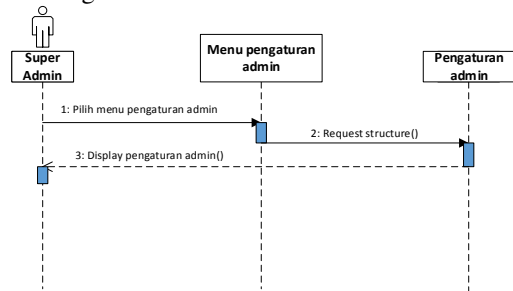 Super
Admin
Menu pengaturan
admin
Pengaturan
admin
1: Pilih menu pengaturan admin
2: Request structure()
3: Display pengaturan admin()